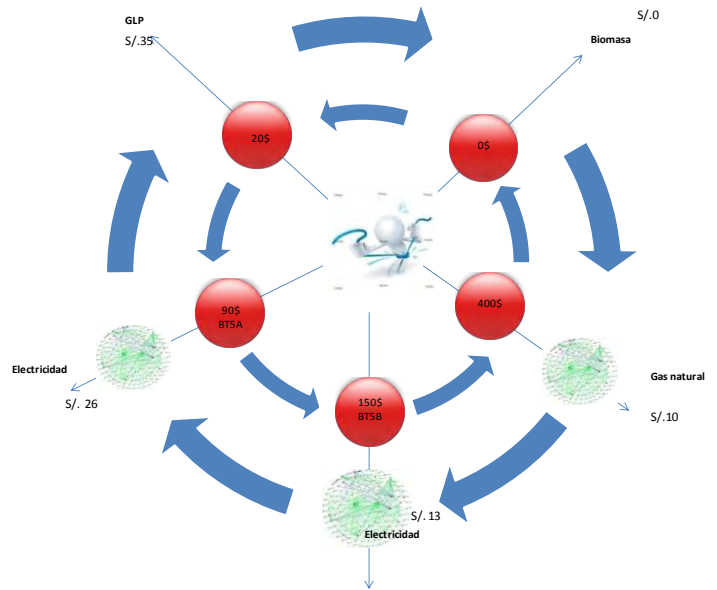 GLP
S/.35
S/.0
Biomasa
20$
0$
90$
BT5A
400$
Electricidad
S/. 26
Gas natural
S/.10
150$
BT5B
S/. 13
Electricidad